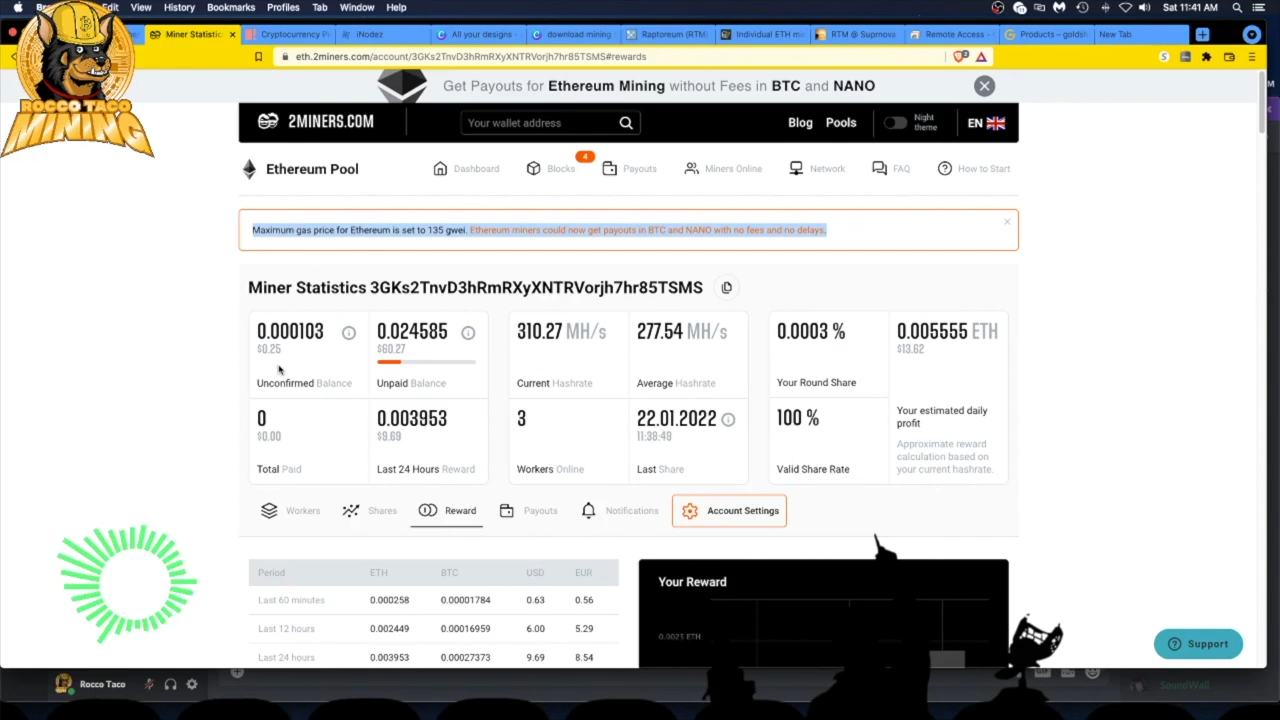 Edit View History Bookmarks Profiles Tab Window Help
Sat 11:41 AM
Miner Statistic
Cryptocurrency P
iNodez
All your designs -
download mining
Raptoreum (RTM)
Individual ETH mi
RTM @ Suprnova
Remote Access -
Products – goldsh
New Tab
eth.2miners.com/account/3GKs2TnvD3hRmRXyXNTRVorjh7hr85TSMS#rewards
ROCCO TACO
MINING
Get Payouts for Ethereum Mining without Fees in BTC and NANO
2MINERS.COM
Your wallet address
Blog
Pools
Night theme
EN
Ethereum Pool
Dashboard
Blocks
4
Payouts
Miners Online
Network
FAQ
How to Start
Maximum gas price for Ethereum is set to 135 gwei. Ethereum miners could now get payouts in BTC and NANO with no fees and no delays.
Miner Statistics 3GKs2TnvD3hRmRXyXNTRVorjh7hr85TSMS
0.000103
$0.25
Unconfirmed Balance
0.024585
$60.27
Unpaid Balance
310.27 MH/s
Current Hashrate
277.54 MH/s
Average Hashrate
0.0003 %
Your Round Share
0.005555 ETH
$13.62
Your estimated daily profit
Approximate reward calculation based on your current hashrate.
0
$0.00
Total Paid
0.003953
$9.69
Last 24 Hours Reward
3
Workers Online
22.01.2022
11:38:49
Last Share
100 %
Valid Share Rate
Workers
Shares
Reward
Payouts
Notifications
Account Settings
Period ETH BTC USD EUR
Last 60 minutes 0.000258 0.00001784 0.63 0.56
Last 12 hours 0.002449 0.00016959 6.00 5.29
Last 24 hours 0.003953 0.00027373 9.69 8.54
Your Reward
0.0025 ETH
Support
Rocco Taco
SoundWall